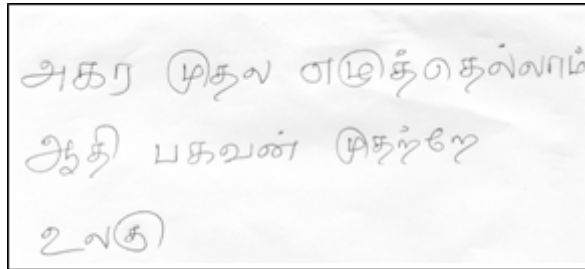 அகர முதல எழுத்தெல்லாம்
ஆதி பகவன் முதற்றே
உலகு